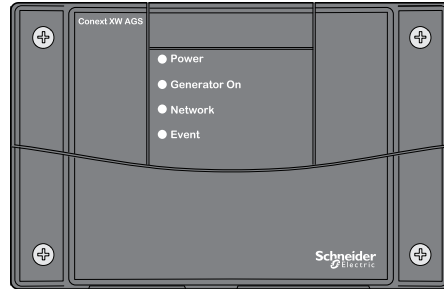 Conext XW AGS
Power
Generator On
Network
Event
Schneider
Electric